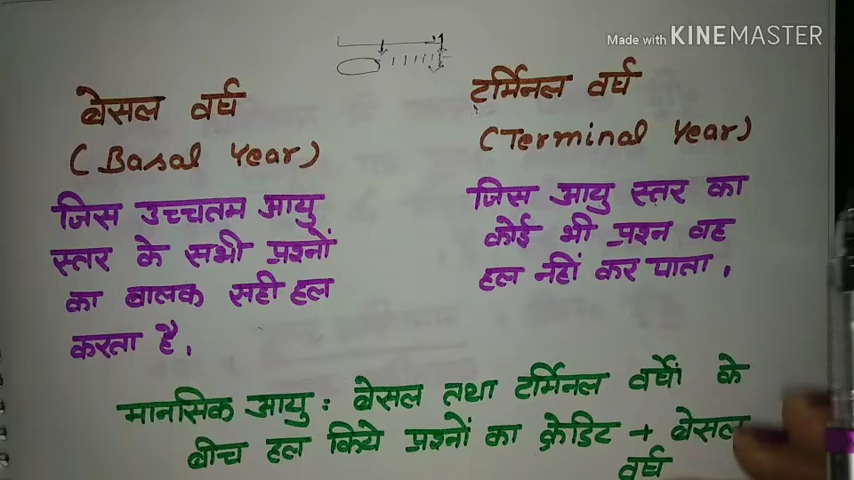 Made with KINEMASTER
बेसल वर्ष
(Basal Year)
जिस उच्चतम आयु
स्तर के सभी प्रश्नों
का बालक सही हल
करता है.
टर्मिनल वर्ष
(Terminal Year)
जिस आयु स्तर का
कोई भी प्रश्न वह
हल नहीं कर पाता.
मानसिक आयु: बेसल तथा टर्मिनल वर्षों के
बीच हल किये प्रश्नों का क्रेडिट + बेसल
वर्ष